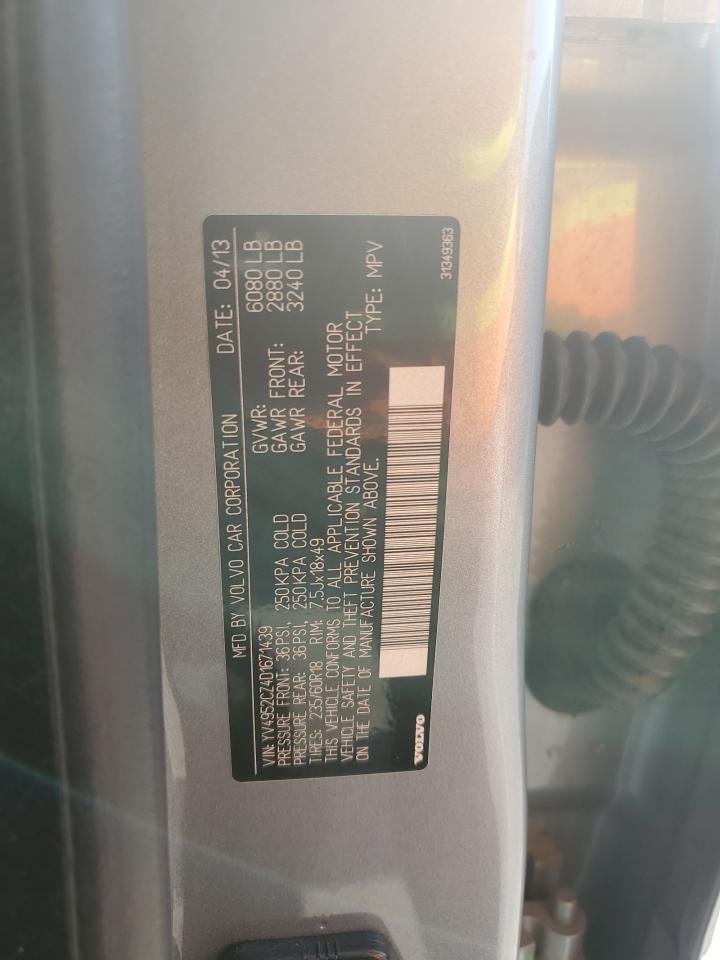 MFD BY VOLVO CAR CORPORATION DATE: 04/13
VIN: YV4952CZ4D1671439 GVWR: 6080 LB
PRESSURE FRONT: 36PSI, 250KPA COLD GAWR FRONT: 2880 LB
PRESSURE REAR: 36PSI, 250KPA COLD GAWR REAR: 3240 LB
TIRES: 235/60R18 RIM: 7.5Jx18x49
THIS VEHICLE CONFORMS TO ALL APPLICABLE FEDERAL MOTOR
VEHICLE SAFETY AND THEFT PREVENTION STANDARDS IN EFFECT
ON THE DATE OF MANUFACTURE SHOWN ABOVE. TYPE: MPV
VOLVO 31349363